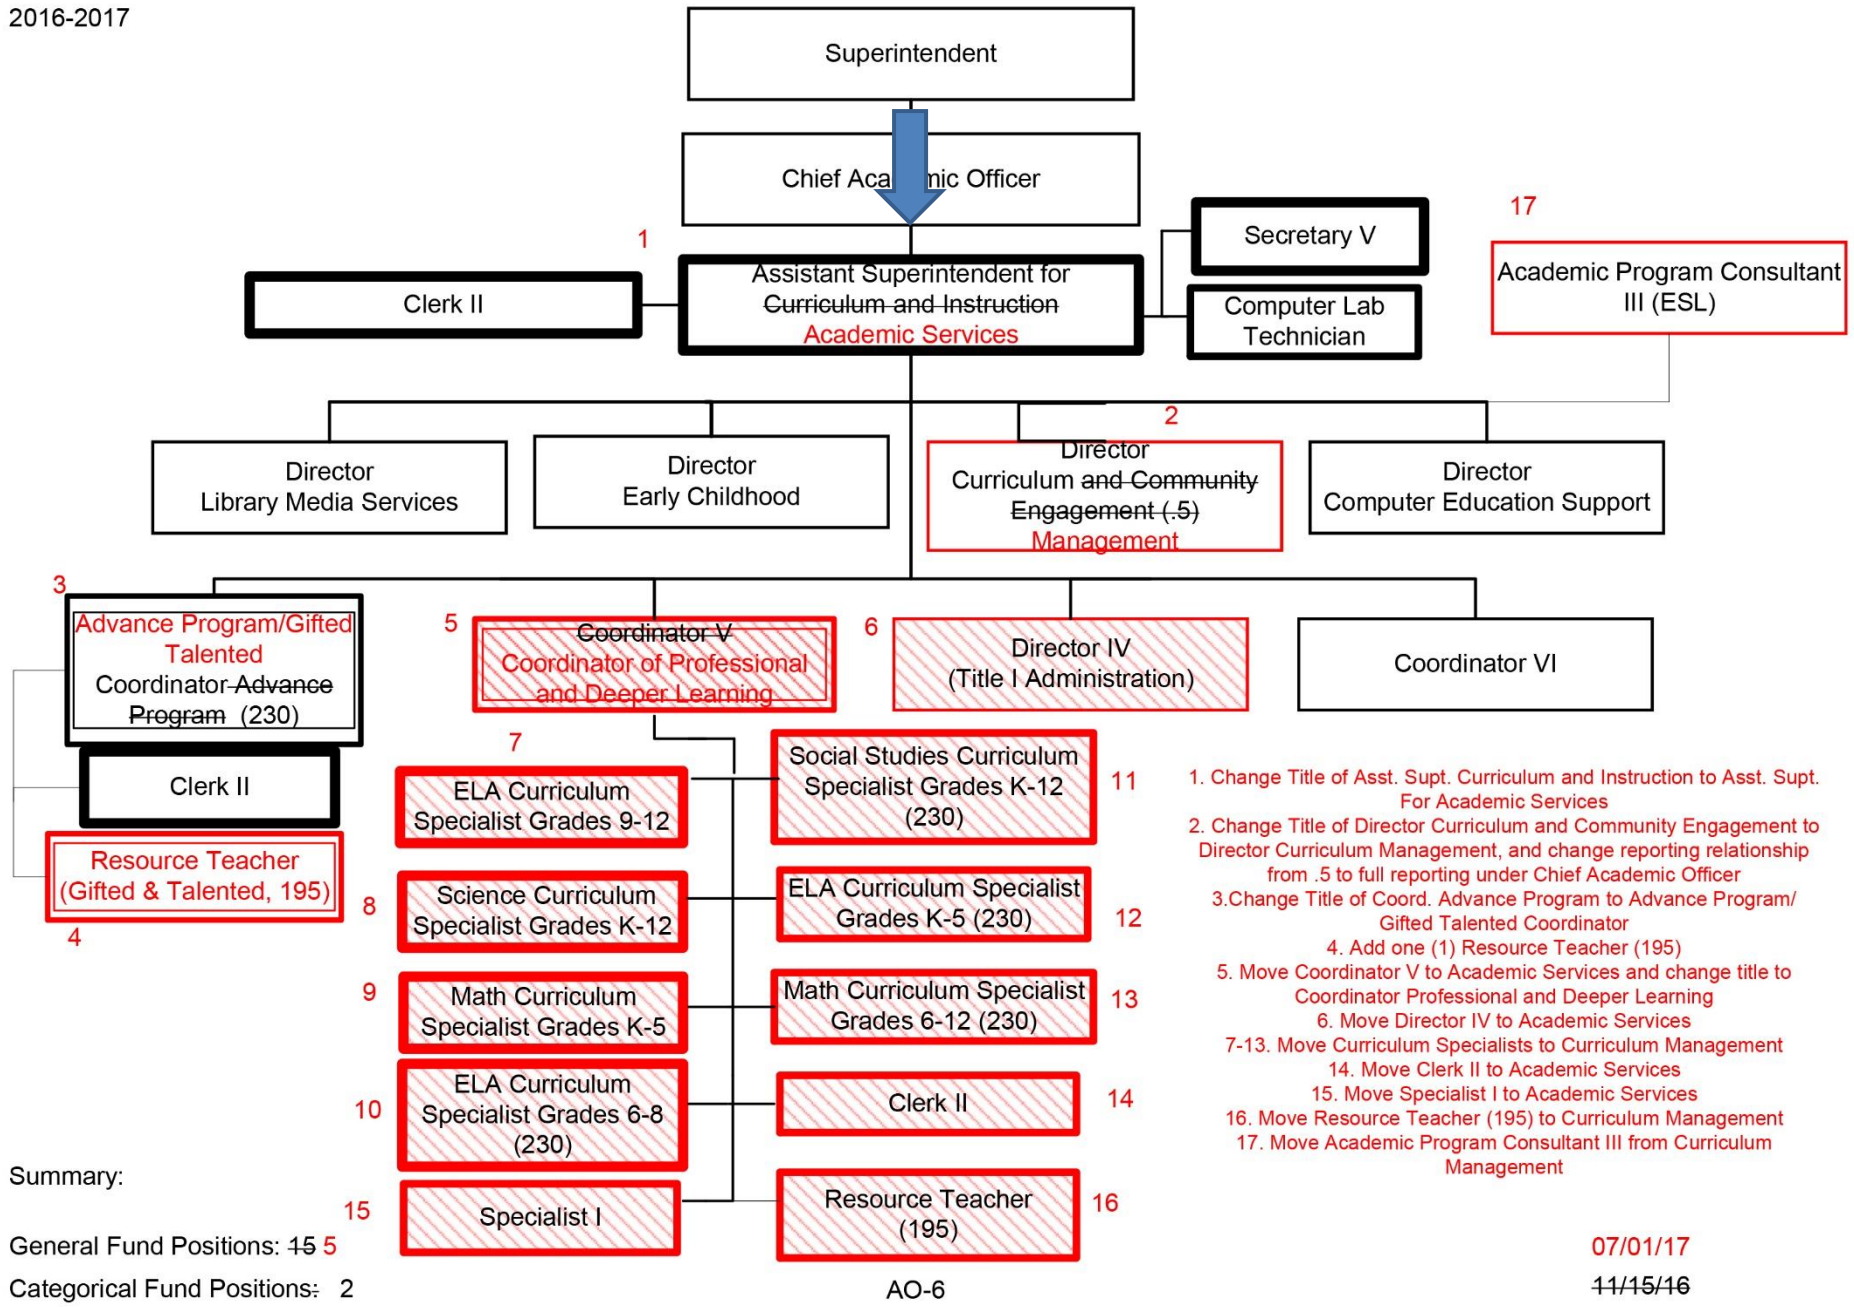 2016-2017
Superintendent
Chief Academic Officer
17
1
Secretary V
Assistant Superintendent for
Curriculum and Instruction
Academic Services
Clerk II
Computer Lab
Technician
Academic Program Consultant
III (ESL)
2
Director
Library Media Services
Director
Early Childhood
Director
Curriculum and Community
Engagement (.5)
Management
Director
Computer Education Support
3
Advance Program/Gifted
Talented
Coordinator Advance
Program (230)
5
Coordinator V
Coordinator of Professional
and Deeper Learning
6
Director IV
(Title I Administration)
Coordinator VI
Clerk II
Resource Teacher
(Gifted & Talented, 195)
4
7
ELA Curriculum
Specialist Grades 9-12
Social Studies Curriculum
Specialist Grades K-12
(230)
11
8
Science Curriculum
Specialist Grades K-12
ELA Curriculum Specialist
Grades K-5 (230)
12
9
Math Curriculum
Specialist Grades K-5
Math Curriculum Specialist
Grades 6-12 (230)
13
10
ELA Curriculum
Specialist Grades 6-8
(230)
Clerk II
14
15
Specialist I
Resource Teacher
(195)
16
1. Change Title of Asst. Supt. Curriculum and Instruction to Asst. Supt.
For Academic Services
2. Change Title of Director Curriculum and Community Engagement to
Director Curriculum Management, and change reporting relationship
from .5 to full reporting under Chief Academic Officer
3.Change Title of Coord. Advance Program to Advance Program/
Gifted Talented Coordinator
4. Add one (1) Resource Teacher (195)
5. Move Coordinator V to Academic Services and change title to
Coordinator Professional and Deeper Learning
6. Move Director IV to Academic Services
7-13. Move Curriculum Specialists to Curriculum Management
14. Move Clerk II to Academic Services
15. Move Specialist I to Academic Services
16. Move Resource Teacher (195) to Curriculum Management
17. Move Academic Program Consultant III from Curriculum
Management
Summary:
General Fund Positions: 15 5
Categorical Fund Positions: 2
AO-6
07/01/17
11/15/16